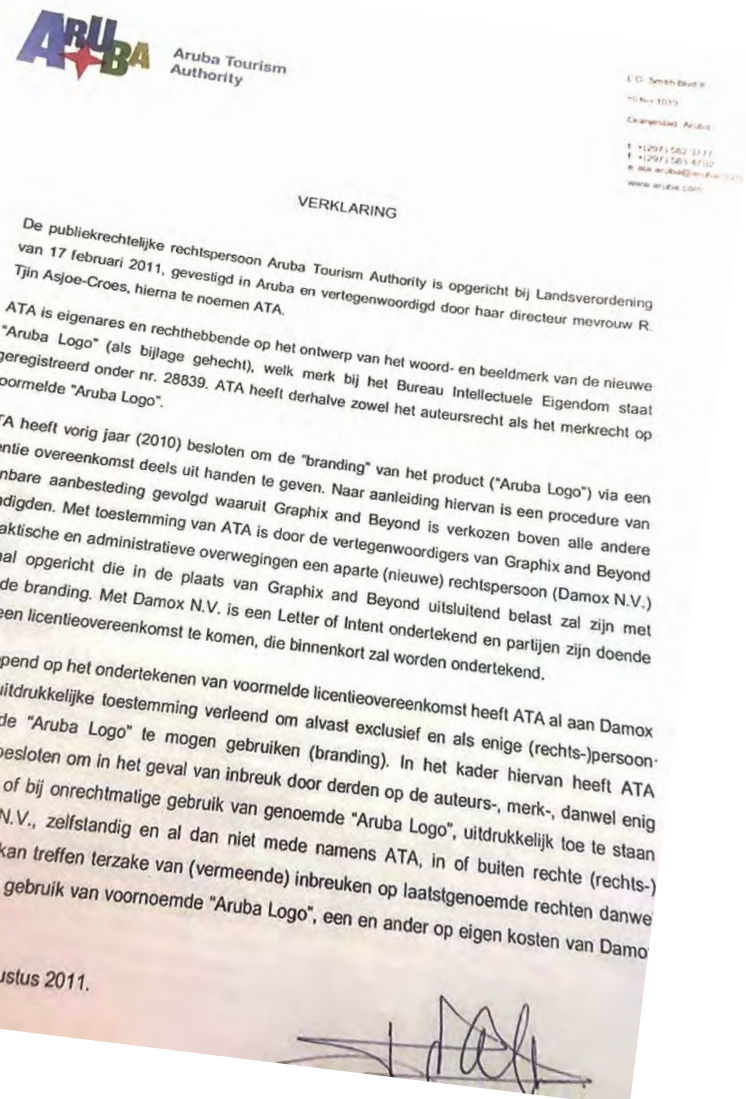 ARUBA
Aruba Tourism
Authority
L.G. Smith Blvd 8
Oranjestad Aruba
t +(297) 582 3777
f +(297) 583 4702
www.aruba.com
VERKLARING
De publiekrechtelijke rechtspersoon Aruba Tourism Authority is opgericht bij Landsverordening
van 17 februari 2011, gevestigd in Aruba en vertegenwoordigd door haar directeur mevrouw R.
Tjin Asjoe-Croes, hierna te noemen ATA.
ATA is eigenares en rechthebbende op het ontwerp van het woord- en beeldmerk van de nieuwe
"Aruba Logo" (als bijlage gehecht), welk merk bij het Bureau Intellectuele Eigendom staat
geregistreerd onder nr. 28839. ATA heeft derhalve zowel het auteursrecht als het merkrecht op
oormelde "Aruba Logo".
TA heeft vorig jaar (2010) besloten om de "branding" van het product ("Aruba Logo") via een
entie overeenkomst deels uit handen te geven. Naar aanleiding hiervan is een procedure van
nbare aanbesteding gevolgd waaruit Graphix and Beyond is verkozen boven alle andere
digden. Met toestemming van ATA is door de vertegenwoordigers van Graphix and Beyond
aktische en administratieve overwegingen een aparte (nieuwe) rechtspersoon (Damox N.V.)
al opgericht die in de plaats van Graphix and Beyond uitsluitend belast zal zijn met
de branding. Met Damox N.V. is een Letter of Intent ondertekend en partijen zijn doende
een licentieovereenkomst te komen, die binnenkort zal worden ondertekend.
pend op het ondertekenen van voormelde licentieovereenkomst heeft ATA al aan Damox
uitdrukkelijke toestemming verleend om alvast exclusief en als enige (rechts-)persoon
de "Aruba Logo" te mogen gebruiken (branding). In het kader hiervan heeft ATA
besloten om in het geval van inbreuk door derden op de auteurs-, merk-, danwel enig
of bij onrechtmatige gebruik van genoemde "Aruba Logo", uitdrukkelijk toe te staan
N.V., zelfstandig en al dan niet mede namens ATA, in of buiten rechte (rechts-)
kan treffen terzake van (vermeende) inbreuken op laatstgenoemde rechten danwe
gebruik van voornoemde "Aruba Logo", een en ander op eigen kosten van Damo
ustus 2011.